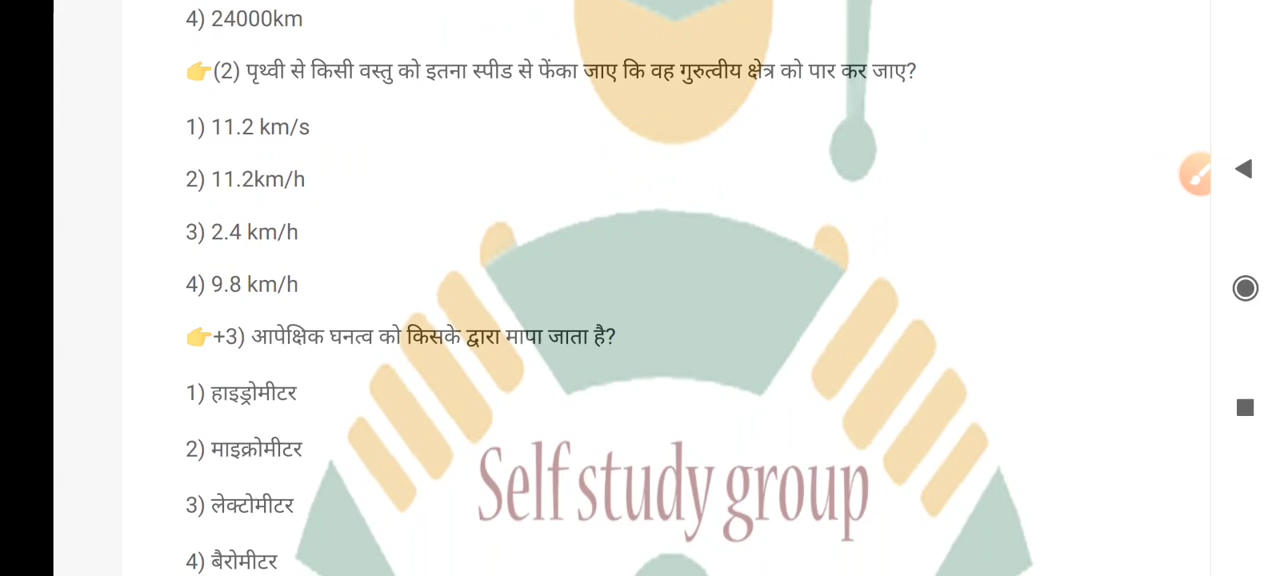 4) 24000km
👉(2) पृथ्वी से किसी वस्तु को इतना स्पीड से फेंका जाए कि वह गुरुत्वीय क्षेत्र को पार कर जाए?
1) 11.2 km/s
2) 11.2km/h
3) 2.4 km/h
4) 9.8 km/h
👉+3) आपेक्षिक घनत्व को किसके द्वारा मापा जाता है?
1) हाइड्रोमीटर
2) माइक्रोमीटर
3) लेक्टोमीटर
4) बैरोमीटर
Self study group